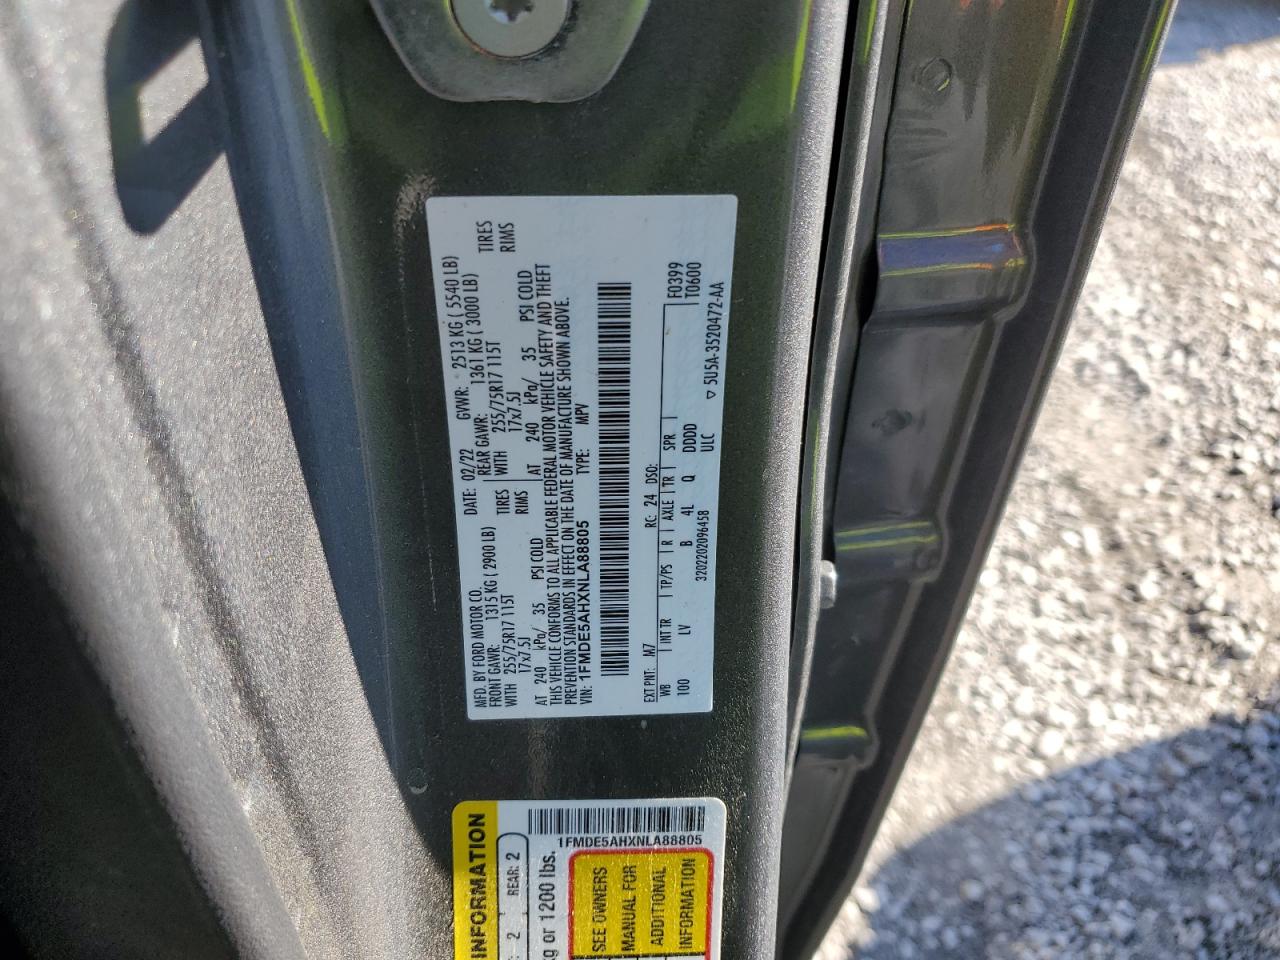 MFD. BY FORD MOTOR CO.
DATE: 02/22 GVWR: 2513 KG ( 5540 LB)
FRONT GAWR: 1315 KG ( 2900 LB)
REAR GAWR: 1361 KG ( 3000 LB)
WITH 255/75R17 115T TIRES
WITH 255/75R17 115T TIRES
17x7.5J RIMS
17x7.5J RIMS
AT 240 kPa/ 35 PSI COLD
AT 240 kPa/ 35 PSI COLD
THIS VEHICLE CONFORMS TO ALL APPLICABLE FEDERAL MOTOR VEHICLE SAFETY AND THEFT
PREVENTION STANDARDS IN EFFECT ON THE DATE OF MANUFACTURE SHOWN ABOVE.
VIN: 1FMDE5AHXNLA88805 TYPE: MPV
EXT PNT: M7 RC: 24 DSO: F0399
WB INT TR TP/PS R AXLE TR SPR T0600
100 LV B 4L Q DDDD
3202202096458 ULC ▽ 5U5A-3520472-AA
INFORMATION
: 2 REAR: 2
kg or 1200 lbs.
1FMDE5AHXNLA88805
SEE OWNERS
MANUAL FOR
ADDITIONAL
INFORMATION